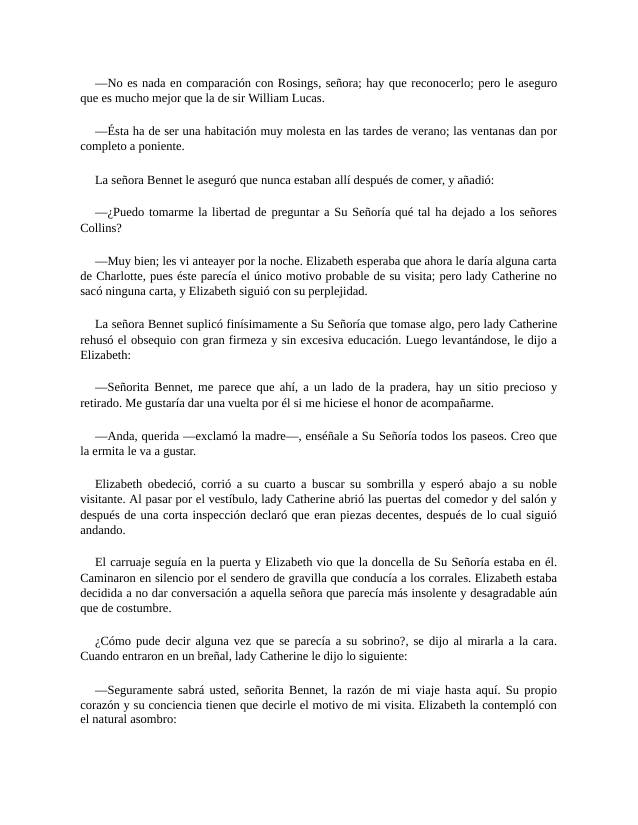 —No es nada en comparación con Rosings, señora; hay que reconocerlo; pero le aseguro
que es mucho mejor que la de sir William Lucas.
—Ésta ha de ser una habitación muy molesta en las tardes de verano; las ventanas dan por
completo a poniente.
La señora Bennet le aseguró que nunca estaban allí después de comer, y añadió:
—¿Puedo tomarme la libertad de preguntar a Su Señoría qué tal ha dejado a los señores
Collins?
—Muy bien; les vi anteayer por la noche. Elizabeth esperaba que ahora le daría alguna carta
de Charlotte, pues éste parecía el único motivo probable de su visita; pero lady Catherine no
sacó ninguna carta, y Elizabeth siguió con su perplejidad.
La señora Bennet suplicó finísimamente a Su Señoría que tomase algo, pero lady Catherine
rehusó el obsequio con gran firmeza y sin excesiva educación. Luego levantándose, le dijo a
Elizabeth:
—Señorita Bennet, me parece que ahí, a un lado de la pradera, hay un sitio precioso y
retirado. Me gustaría dar una vuelta por él si me hiciese el honor de acompañarme.
—Anda, querida —exclamó la madre—, enséñale a Su Señoría todos los paseos. Creo que
la ermita le va a gustar.
Elizabeth obedeció, corrió a su cuarto a buscar su sombrilla y esperó abajo a su noble
visitante. Al pasar por el vestíbulo, lady Catherine abrió las puertas del comedor y del salón y
después de una corta inspección declaró que eran piezas decentes, después de lo cual siguió
andando.
El carruaje seguía en la puerta y Elizabeth vio que la doncella de Su Señoría estaba en él.
Caminaron en silencio por el sendero de gravilla que conducía a los corrales. Elizabeth estaba
decidida a no dar conversación a aquella señora que parecía más insolente y desagradable aún
que de costumbre.
¿Cómo pude decir alguna vez que se parecía a su sobrino?, se dijo al mirarla a la cara.
Cuando entraron en un breñal, lady Catherine le dijo lo siguiente:
—Seguramente sabrá usted, señorita Bennet, la razón de mi viaje hasta aquí. Su propio
corazón y su conciencia tienen que decirle el motivo de mi visita. Elizabeth la contempló con
el natural asombro: